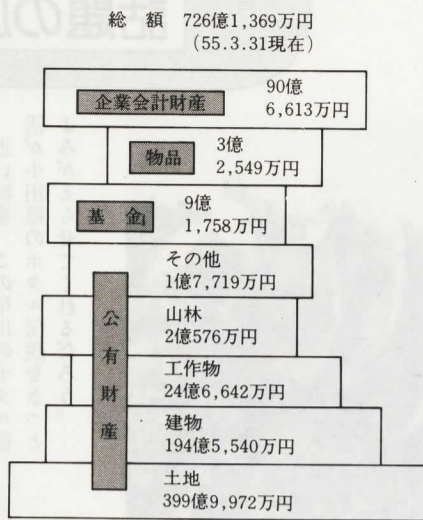 総額 726億1,369万円
(55.3.31現在)
企業会計財産
90億
6,613万円
物品
3億
2,549万円
基金
9億
1,758万円
公有財産
その他
1億7,719万円
山林
2億576万円
工作物
24億6,642万円
建物
194億5,540万円
土地
399億9,972万円